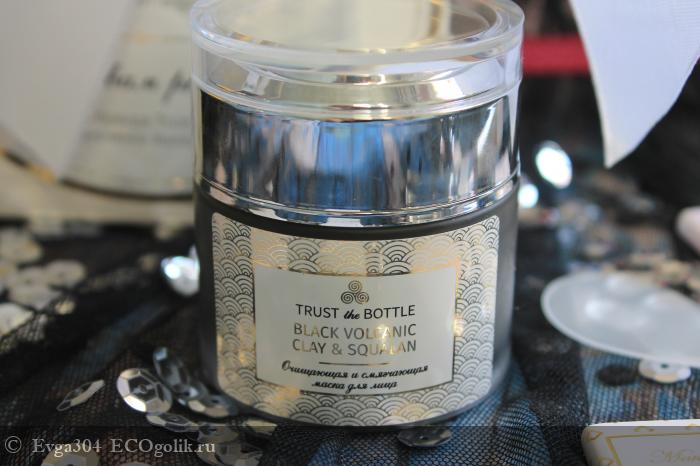 TRUST the BOTTLE
BLACK VOLCANIC
CLAY & SQUALAN
Очищающая и смягчающая
маска для лица
© Evga304 ECOgolik.ru